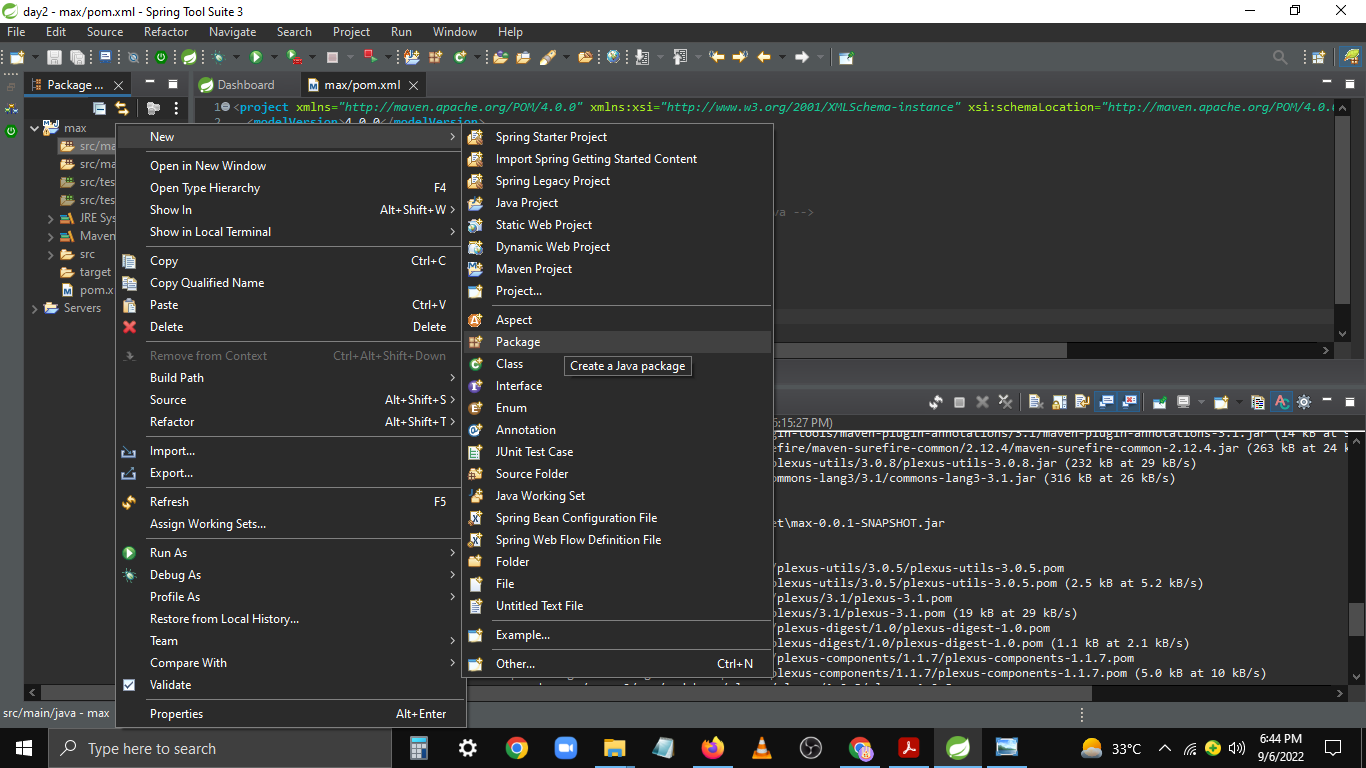 day2 - max/pom.xml - Spring Tool Suite 3
File Edit Source Refactor Navigate Search Project Run Window Help
Package ...
Dashboard
max/pom.xml
1 <project xmlns="http://maven.apache.org/POM/4.0.0" xmlns:xsi="http://www.w3.org/2001/XMLSchema-instance" xsi:schemaLocation="http://maven.apache.org/POM/4.0.
2 <modelVersion>4.0.0</modelVersion>
max
src/ma
src/ma
src/tes
src/tes
JRE Sys
Maven
src
target
pom.x
Servers
New
Open in New Window
Open Type Hierarchy F4
Show In Alt+Shift+W
Show in Local Terminal
Copy Ctrl+C
Copy Qualified Name
Paste Ctrl+V
Delete Delete
Remove from Context Ctrl+Alt+Shift+Down
Build Path
Source Alt+Shift+S
Refactor Alt+Shift+T
Import...
Export...
Refresh F5
Assign Working Sets...
Run As
Debug As
Profile As
Restore from Local History...
Team
Compare With
Validate
Properties Alt+Enter
Spring Starter Project
Import Spring Getting Started Content
Spring Legacy Project
Java Project
Static Web Project
Dynamic Web Project
Maven Project
Project...
Aspect
Package
Class
Create a Java package
Interface
Enum
Annotation
JUnit Test Case
Source Folder
Java Working Set
Spring Bean Configuration File
Spring Web Flow Definition File
Folder
File
Untitled Text File
Example...
Other... Ctrl+N
va -->
5:15:27 PM)
gin-tools/maven-plugin-annotations/3.1/maven-plugin-annotations-3.1.jar (14 kB at
efire/maven-surefire-common/2.12.4/maven-surefire-common-2.12.4.jar (263 kB at 24 k
plexus-utils/3.0.8/plexus-utils-3.0.8.jar (232 kB at 29 kB/s)
mmons-lang3/3.1/commons-lang3-3.1.jar (316 kB at 26 kB/s)
et\max-0.0.1-SNAPSHOT.jar
/plexus-utils/3.0.5/plexus-utils-3.0.5.pom
/plexus-utils/3.0.5/plexus-utils-3.0.5.pom (2.5 kB at 5.2 kB/s)
/plexus/3.1/plexus-3.1.pom
/plexus/3.1/plexus-3.1.pom (19 kB at 29 kB/s)
/plexus-digest/1.0/plexus-digest-1.0.pom
/plexus-digest/1.0/plexus-digest-1.0.pom (1.1 kB at 2.1 kB/s)
/plexus-components/1.1.7/plexus-components-1.1.7.pom
/plexus-components/1.1.7/plexus-components-1.1.7.pom (5.0 kB at 10 kB/s)
src/main/java - max
Type here to search
33°C
6:44 PM
9/6/2022